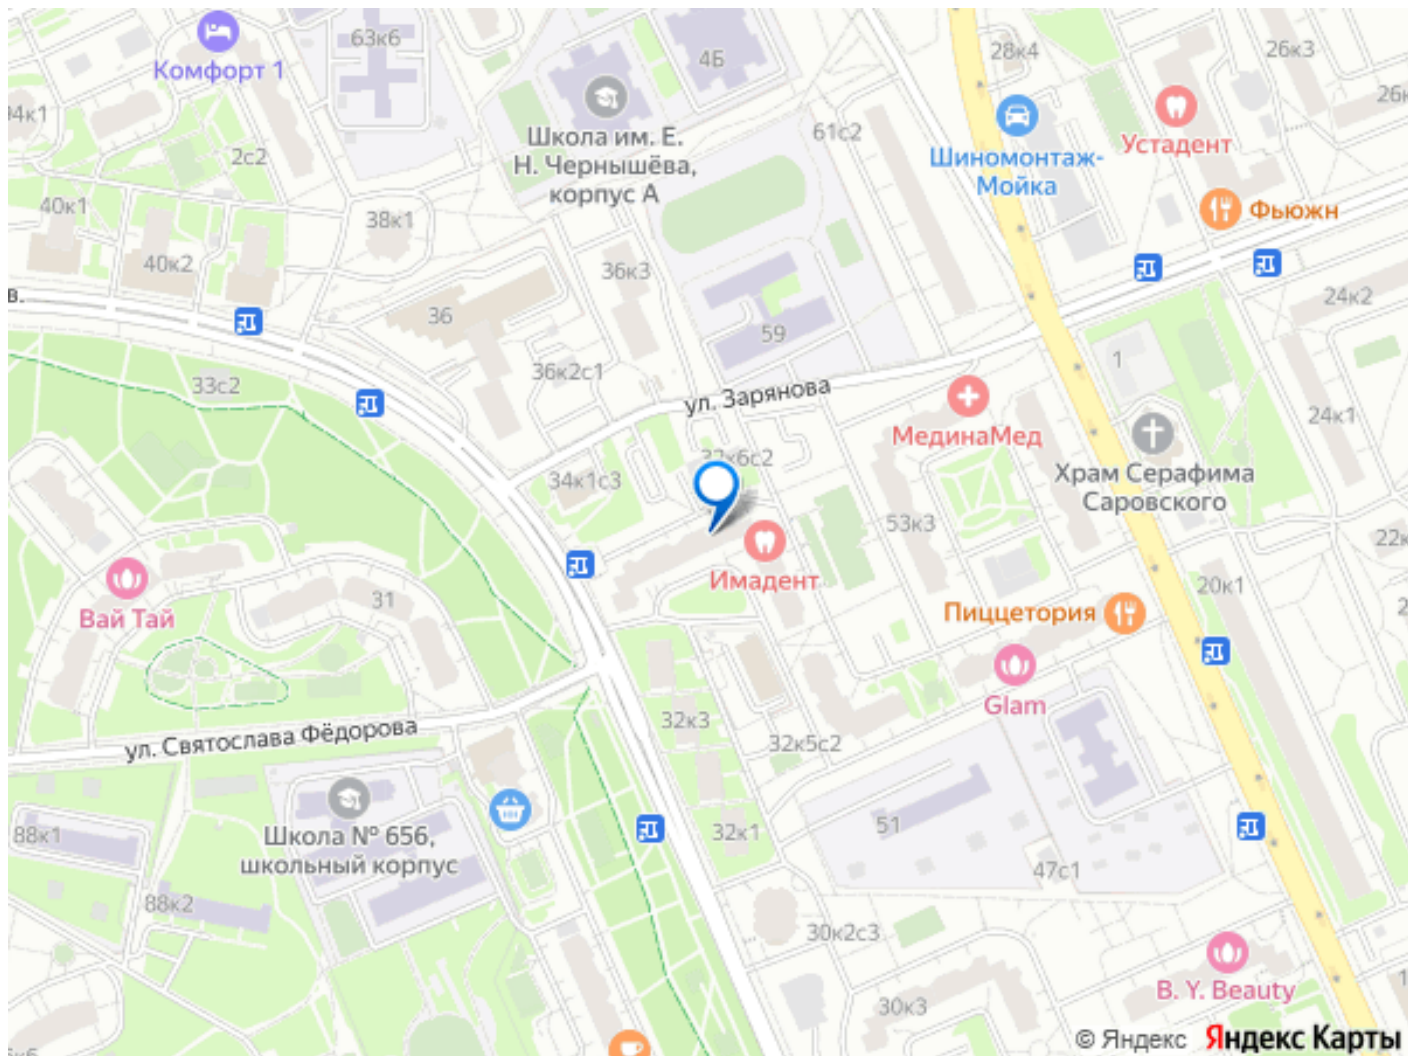 63к6
4Б
28к4
26к3
Комфорт 1
94к1
2с2
Школа им. Е.
Н. Чернышёва,
корпус А
61с2
Шиномонтаж-
Мойка
Устадент
Фьюжн
40к1
38к1
40к2
36к3
36
59
24к2
в.
33с2
36к2с1
ул. Зарянова
1
24к1
МединаМед
Храм Серафима
Саровского
34к1с3
32к6с2
53к3
Имадент
Вай Тай
31
Пиццетория
20к1
Glam
32к3
32к5с2
ул. Святослава Фёдорова
Школа № 656,
школьный корпус
88к1
88к2
32к1
51
47с1
30к2с3
30к3
B. Y. Beauty
© Яндекс Яндекс Карты